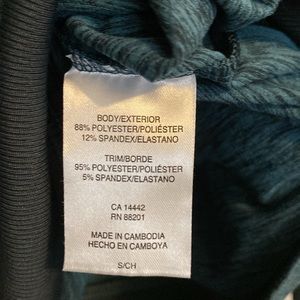 BODY/EXTERIOR
88% POLYESTER/POLIÉSTER
12% SPANDEX/ELASTANO
TRIM/BORDE
95% POLYESTER/POLIÉSTER
5% SPANDEX/ELASTANO
CA 14442
RN 88201
MADE IN CAMBODIA
HECHO EN CAMBOYA
S/CH